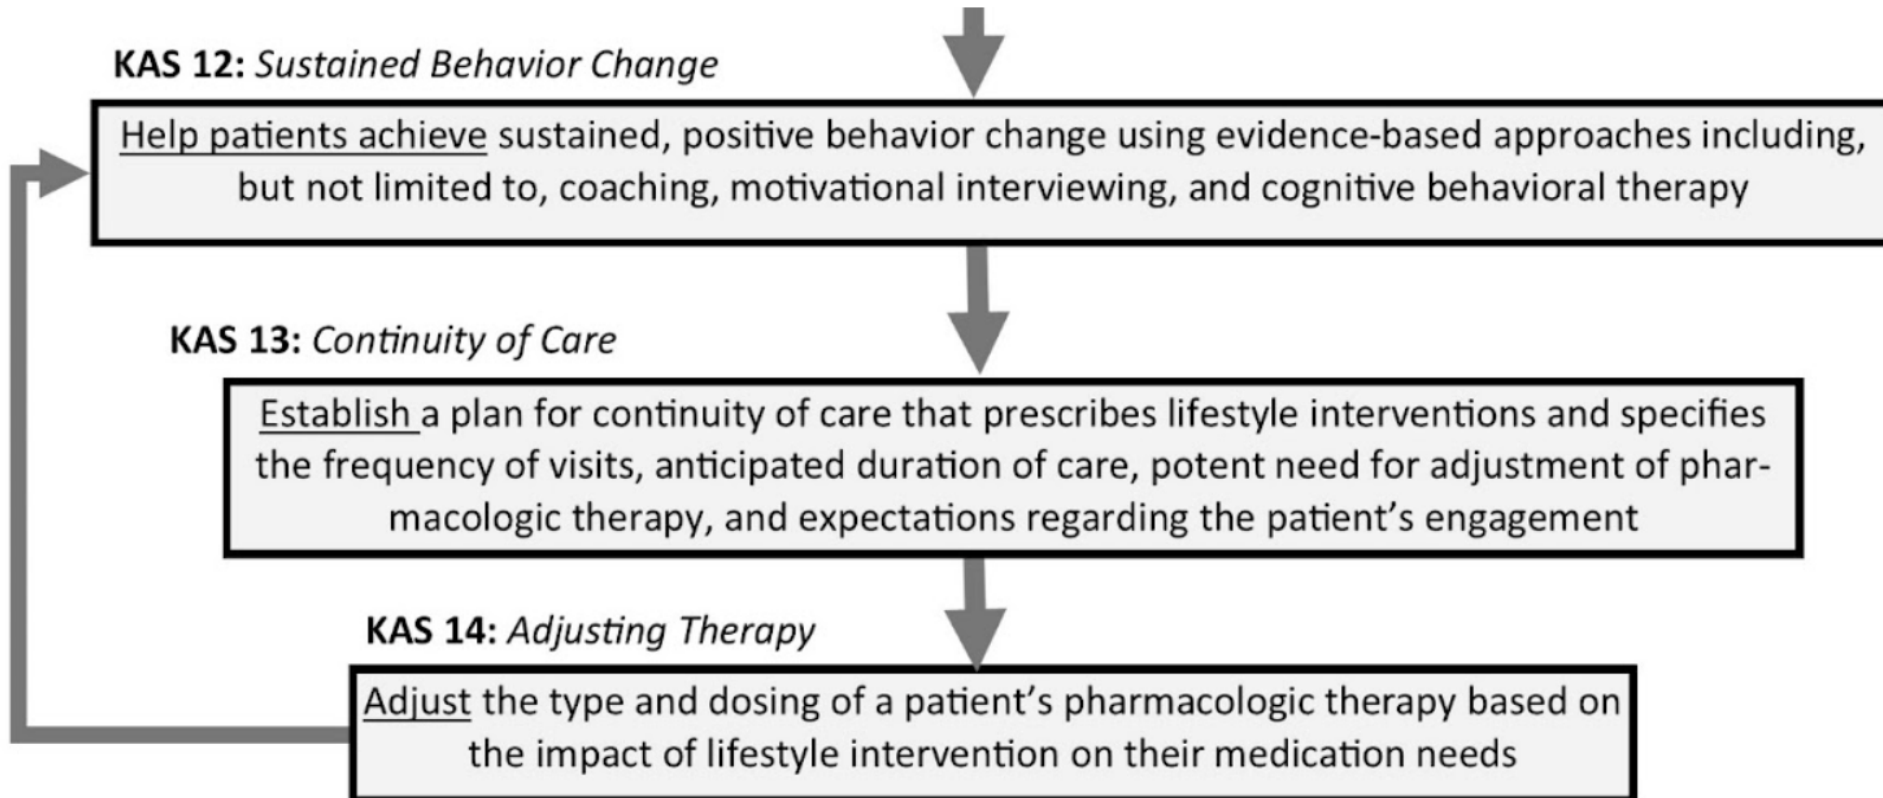 KAS 12: Sustained Behavior Change
Help patients achieve sustained, positive behavior change using evidence-based approaches including,
but not limited to, coaching, motivational interviewing, and cognitive behavioral therapy
KAS 13: Continuity of Care
Establish a plan for continuity of care that prescribes lifestyle interventions and specifies
the frequency of visits, anticipated duration of care, potent need for adjustment of phar-
macologic therapy, and expectations regarding the patient’s engagement
KAS 14: Adjusting Therapy
Adjust the type and dosing of a patient’s pharmacologic therapy based on
the impact of lifestyle intervention on their medication needs